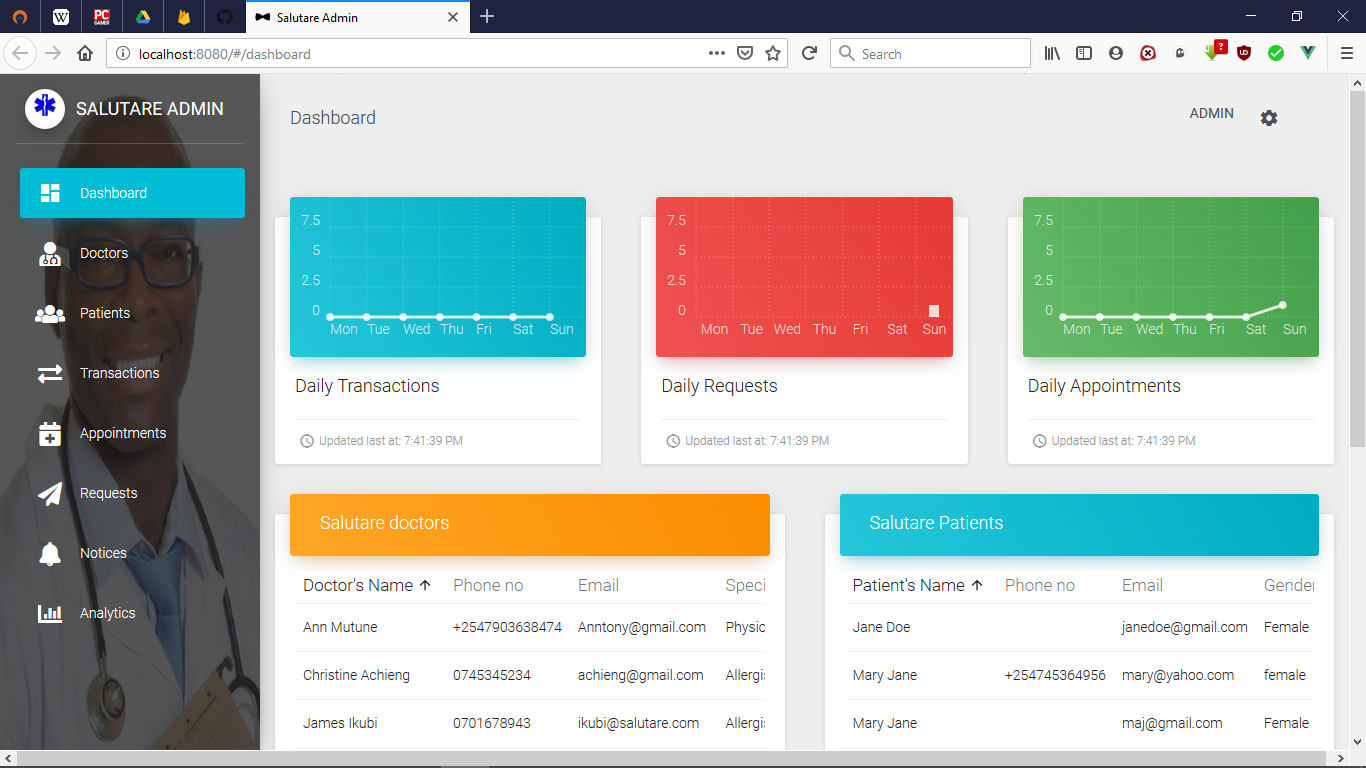 Salutare Admin
localhost:8080/#/dashboard
Search
SALUTARE ADMIN
Dashboard
Doctors
Patients
Transactions
Appointments
Requests
Notices
Analytics
Dashboard
ADMIN
7.5
5
2.5
0
Mon Tue Wed Thu Fri Sat Sun
Daily Transactions
Updated last at: 7:41:39 PM
7.5
5
2.5
0
Mon Tue Wed Thu Fri Sat Sun
Daily Requests
Updated last at: 7:41:39 PM
7.5
5
2.5
0
Mon Tue Wed Thu Fri Sat Sun
Daily Appointments
Updated last at: 7:41:39 PM
Salutare doctors
Doctor's Name Phone no Email Speci
Ann Mutune +2547903638474 Anntony@gmail.com Physic
Christine Achieng 0745345234 achieng@gmail.com Allergis
James Ikubi 0701678943 ikubi@salutare.com Allergis
Salutare Patients
Patient's Name Phone no Email Gender
Jane Doe janedoe@gmail.com Female
Mary Jane +254745364956 mary@yahoo.com female
Mary Jane maj@gmail.com Female